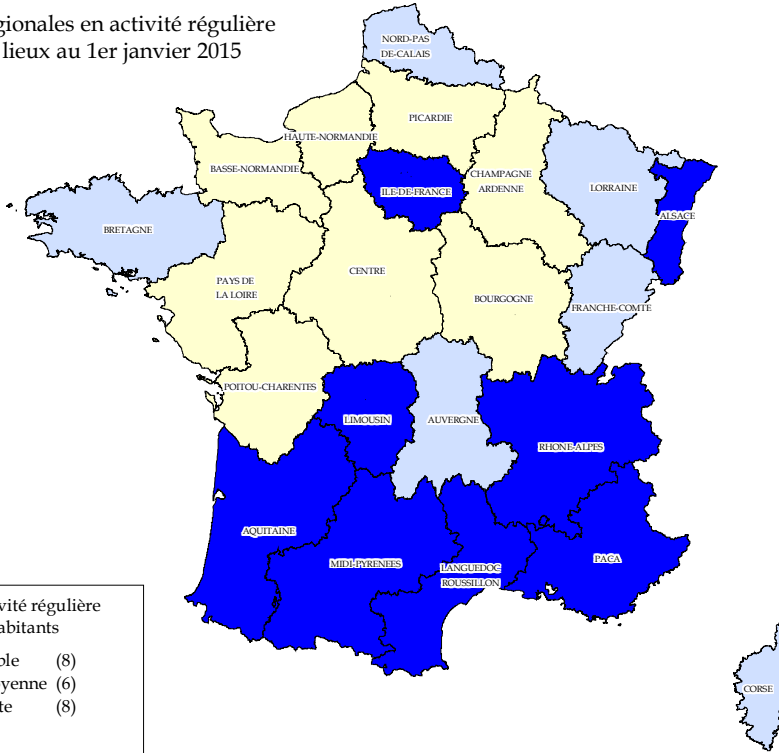 gionales en activité régulière
lieux au 1er janvier 2015
NORD-PAS
DE-CALAIS
PICARDIE
HAUTE-NORMANDIE
BASSE-NORMANDIE
CHAMPAGNE
ARDENNE
ILE-DE-FRANCE
LORRAINE
ALSACE
BRETAGNE
CENTRE
PAYS DE
LA LOIRE
BOURGOGNE
FRANCHE-COMTE
POITOU-CHARENTES
LIMOUSIN
AUVERGNE
RHONE-ALPES
AQUITAINE
MIDI-PYRENEES
LANGUEDOC-
ROUSSILLON
PACA
CORSE
vité régulière
abitants
ble (8)
oyenne (6)
te (8)